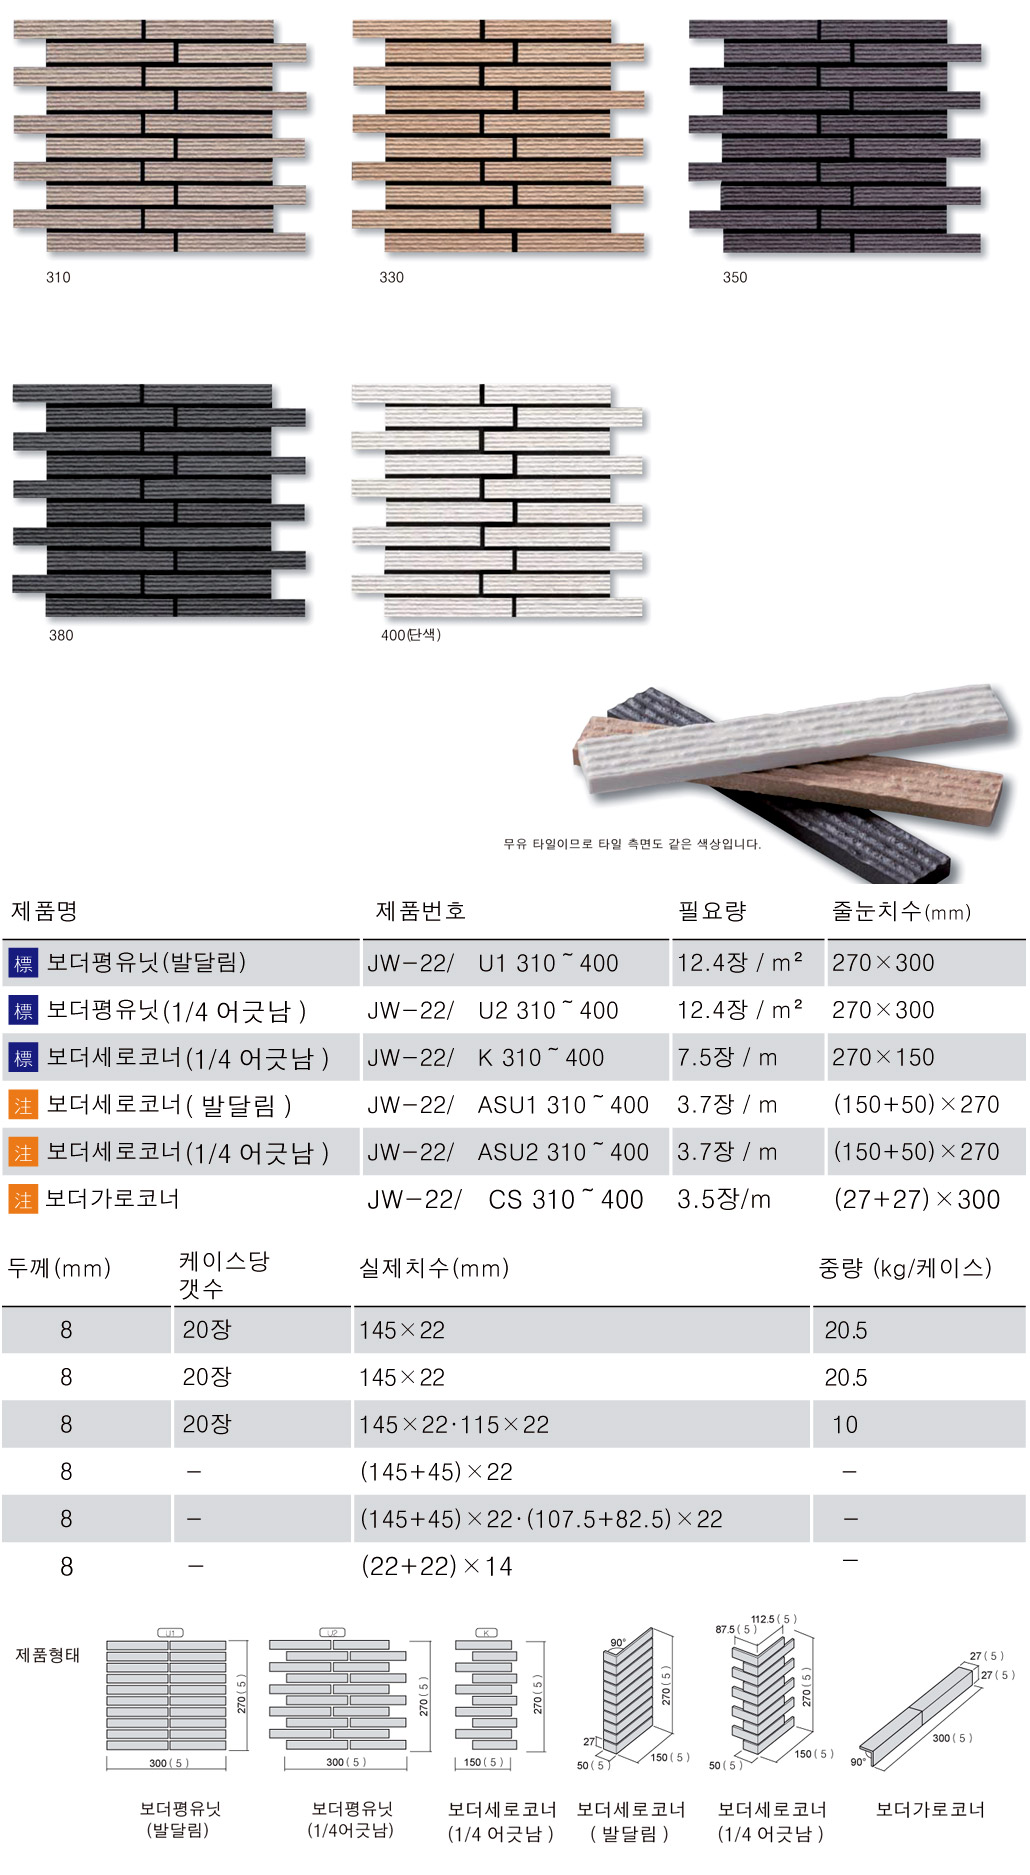 310
330
350
380
400(단색)
무유 타일이므로 타일 측면도 같은 색상입니다.
제품명 제품번호 필요량 줄눈치수(mm)
標 보더평유닛(발달림) JW-22/ U1 310~400 12.4장 / m² 270×300
標 보더평유닛(1/4 어긋남) JW-22/ U2 310~400 12.4장 / m² 270×300
標 보더세로코너(1/4 어긋남) JW-22/ K 310~400 7.5장 / m 270×150
注 보더세로코너( 발달림 ) JW-22/ ASU1 310~400 3.7장 / m (150+50)×270
注 보더세로코너(1/4 어긋남) JW-22/ ASU2 310~400 3.7장 / m (150+50)×270
注 보더가로코너 JW-22/ CS 310~400 3.5장/m (27+27)×300
두께(mm) 케이스당 갯수 실제치수(mm) 중량 (kg/케이스)
8 20장 145×22 20.5
8 20장 145×22 20.5
8 20장 145×22·115×22 10
8 – (145+45)×22 –
8 – (145+45)×22·(107.5+82.5)×22 –
8 – (22+22)×14 –
제품형태
U1
270(5)
300(5)
U2
270(5)
300(5)
K
270(5)
150(5)
90°
270(5)
27
50(5)
150(5)
87.5(5)
112.5(5)
270(5)
50(5)
150(5)
27(5)
27(5)
300(5)
90°
보더평유닛
(발달림)
보더평유닛
(1/4어긋남)
보더세로코너
(1/4 어긋남)
보더세로코너
( 발달림 )
보더세로코너
(1/4 어긋남)
보더가로코너